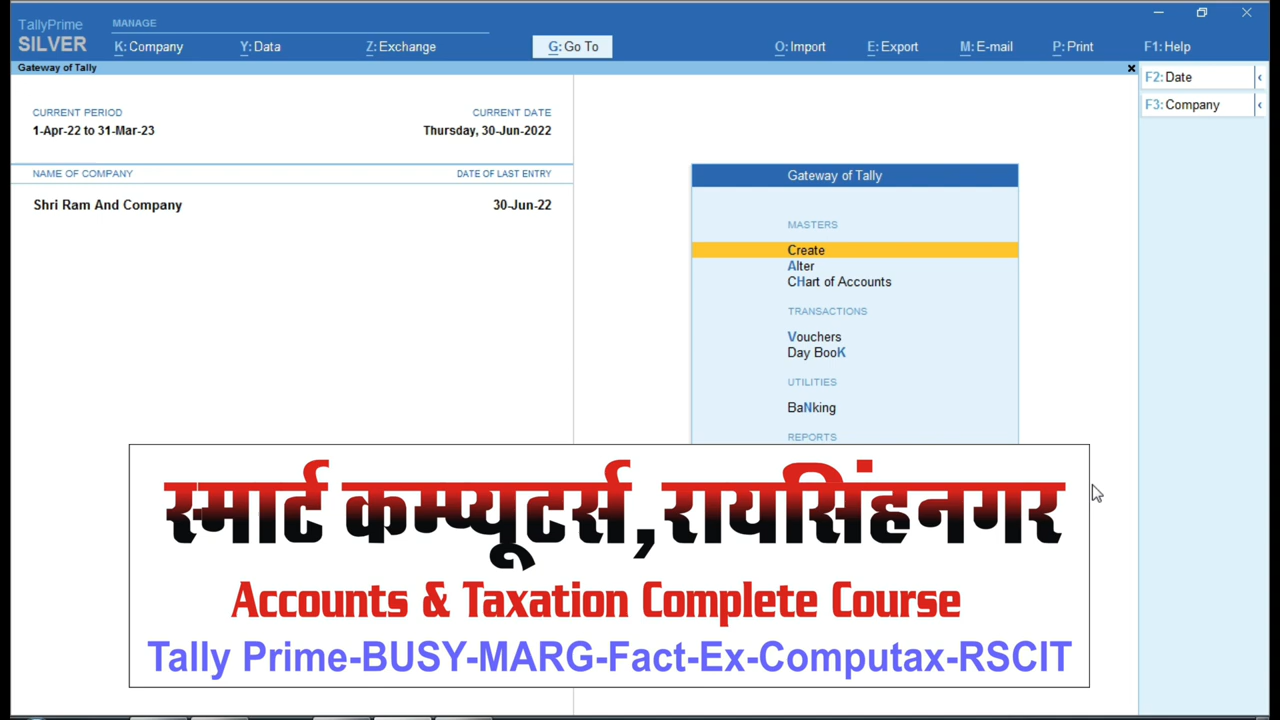 TallyPrime
SILVER
MANAGE
K: Company Y: Data Z: Exchange G: Go To O: Import E: Export M: E-mail P: Print F1: Help
Gateway of Tally
F2: Date
F3: Company
CURRENT PERIOD CURRENT DATE
1-Apr-22 to 31-Mar-23 Thursday, 30-Jun-2022
NAME OF COMPANY DATE OF LAST ENTRY
Shri Ram And Company 30-Jun-22
Gateway of Tally
MASTERS
Create
Alter
CHart of Accounts
TRANSACTIONS
Vouchers
Day BooK
UTILITIES
BaNking
REPORTS
स्मार्ट कम्प्यूटर्स,रायसिंहनगर
Accounts & Taxation Complete Course
Tally Prime-BUSY-MARG-Fact-Ex-Computax-RSCIT